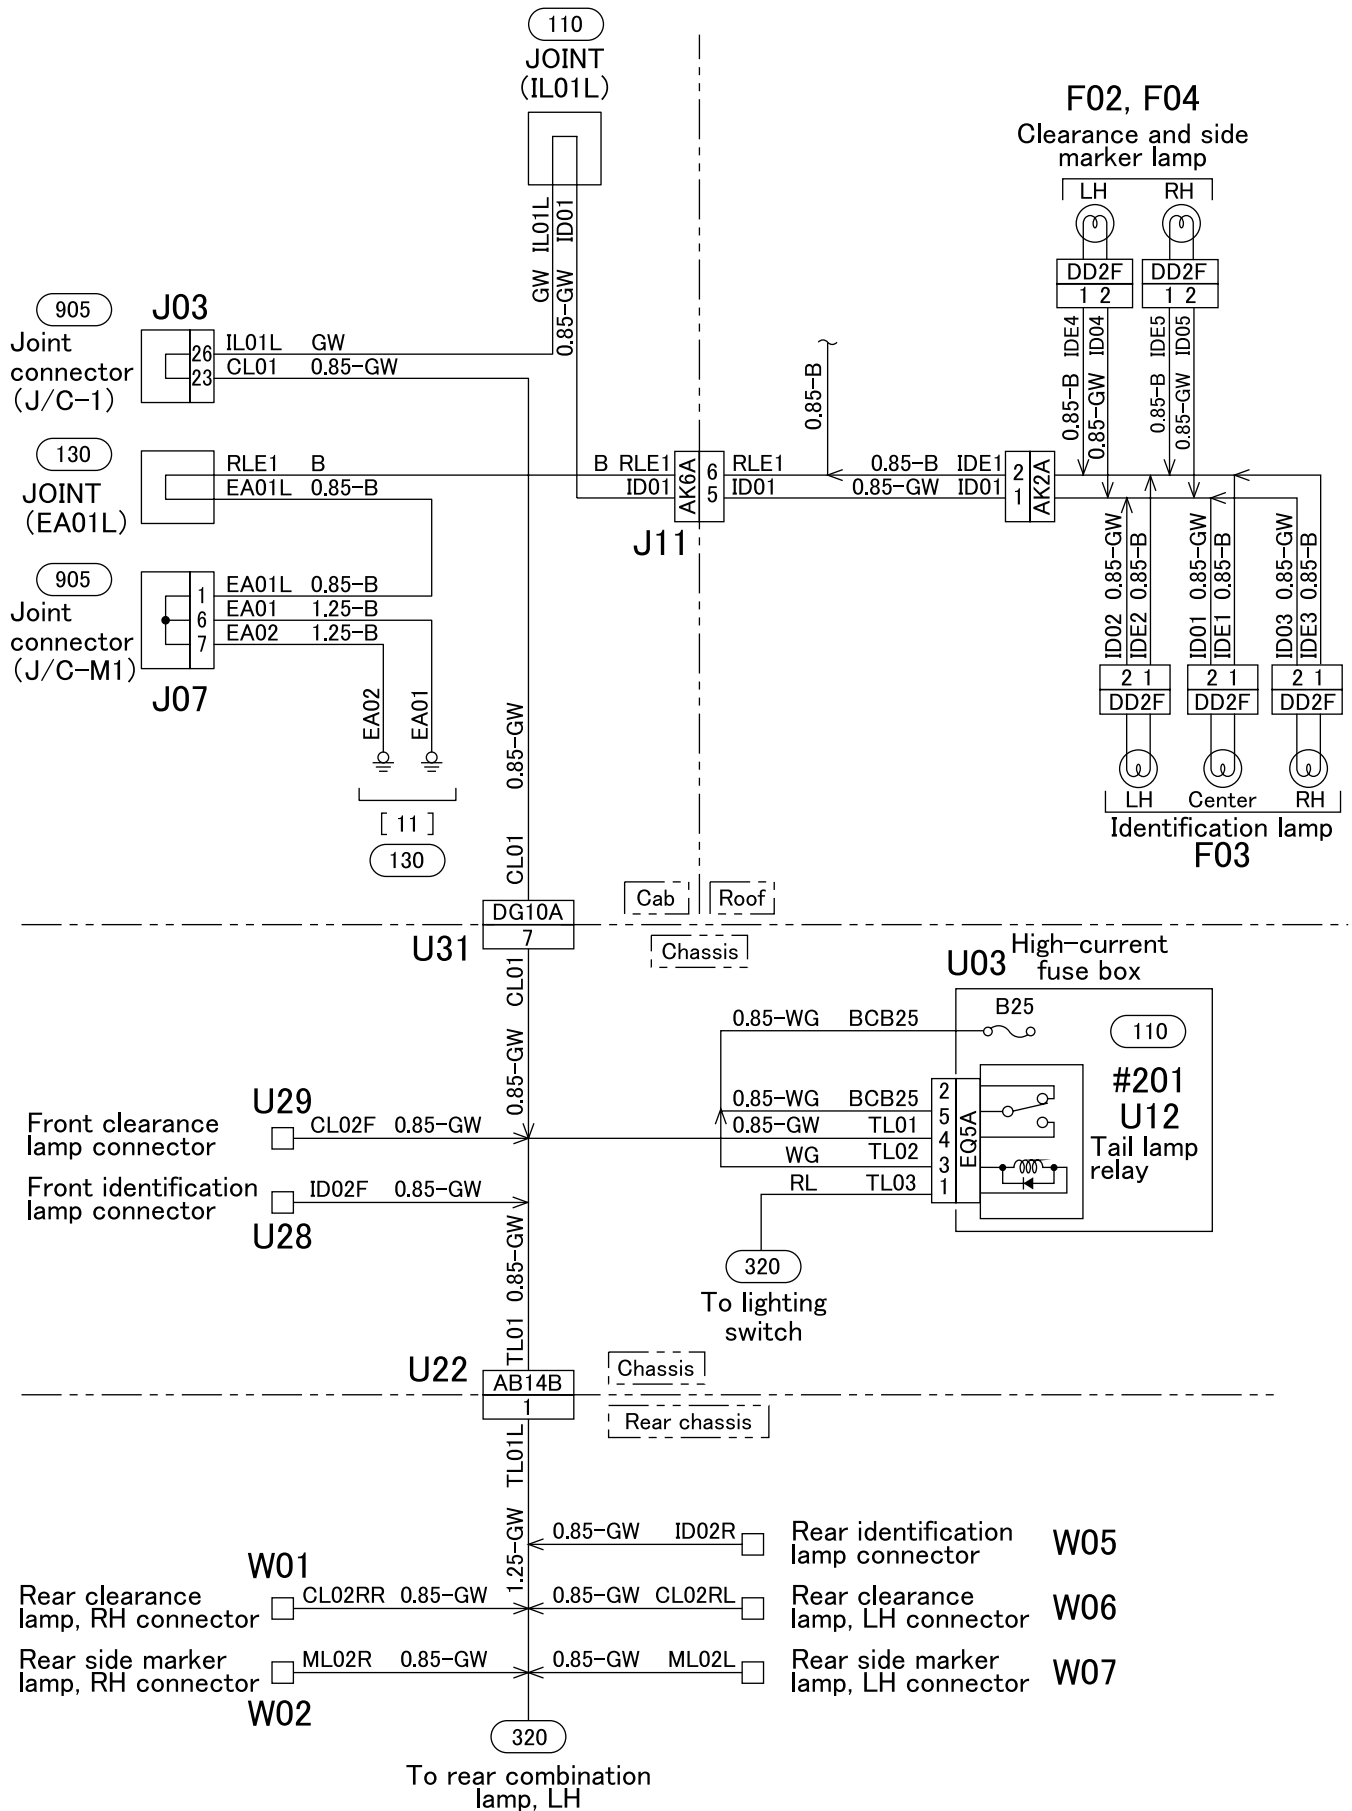 110
JOINT
(IL01L)
F02, F04
Clearance and side
marker lamp
LH RH
DD2F DD2F
1 2 1 2
GW IL01L
0.85-GW ID01
0.85-B IDE4
0.85-GW ID04
0.85-B IDE5
0.85-GW ID05
905
J03
Joint
connector
(J/C-1)
26 IL01L GW
23 CL01 0.85-GW
0.85-B
130
JOINT
(EA01L)
RLE1 B
EA01L 0.85-B
B RLE1
ID01
AK6A
6
5
RLE1 0.85-B IDE1
ID01 0.85-GW ID01
2
1
AK2A
J11
905
Joint
connector
(J/C-M1)
1 EA01L 0.85-B
6 EA01 1.25-B
7 EA02 1.25-B
J07
EA02
EA01
[ 11 ]
130
ID02 0.85-GW
IDE2 0.85-B
ID01 0.85-GW
IDE1 0.85-B
ID03 0.85-GW
IDE3 0.85-B
2 1 2 1 2 1
DD2F DD2F DD2F
LH Center RH
Identification lamp
F03
CL01 0.85-GW
Cab Roof
DG10A
7
U31
Chassis
CL01
0.85-GW
U03
High-current
fuse box
B25
110
#201
U12
Tail lamp
relay
0.85-WG BCB25
0.85-WG BCB25
0.85-GW TL01
WG TL02
RL TL03
2
5
4
3
1
EQ5A
320
To lighting
switch
U29
Front clearance
lamp connector
CL02F 0.85-GW
Front identification
lamp connector
ID02F 0.85-GW
U28
TL01 0.85-GW
U22
AB14B
1
Chassis
Rear chassis
1.25-GW TL01L
0.85-GW ID02R
Rear identification
lamp connector
W05
W01
Rear clearance
lamp, RH connector
CL02RR 0.85-GW
0.85-GW CL02RL
Rear clearance
lamp, LH connector
W06
Rear side marker
lamp, RH connector
ML02R 0.85-GW
0.85-GW ML02L
Rear side marker
lamp, LH connector
W07
W02
320
To rear combination
lamp, LH